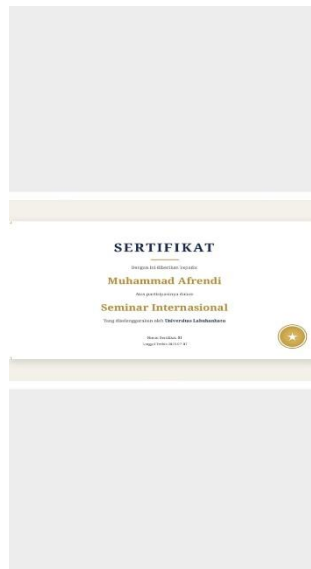 SERTIFIKAT
Dengan ini diberikan kepada:
Muhammad Afrendi
Atas partisipasinya dalam
Seminar Internasional
Yang diselenggarakan oleh Universitas Labuhanbatu